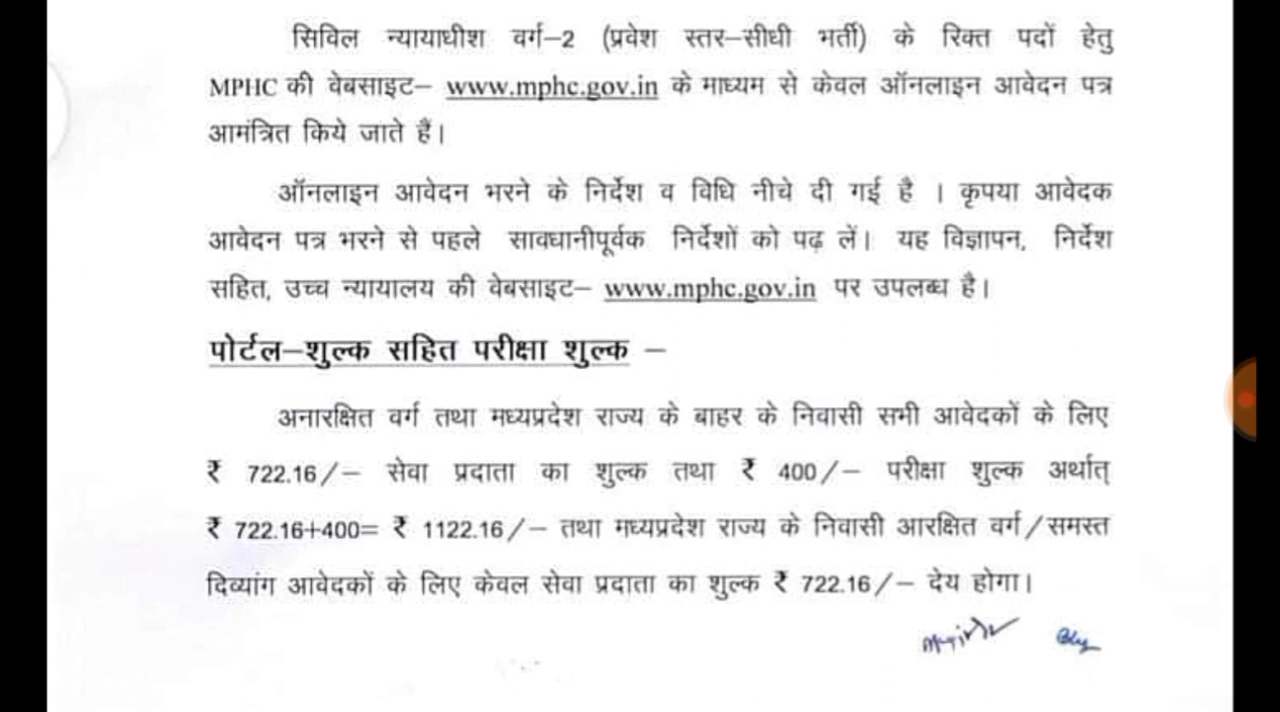 सिविल न्यायाधीश वर्ग–2 (प्रवेश स्तर–सीधी भर्ती) के रिक्त पदों हेतु
MPHC की वेबसाइट– www.mphc.gov.in के माध्यम से केवल ऑनलाइन आवेदन पत्र
आमंत्रित किये जाते हैं।
ऑनलाइन आवेदन भरने के निर्देश व विधि नीचे दी गई है । कृपया आवेदक
आवेदन पत्र भरने से पहले सावधानीपूर्वक निर्देशों को पढ़ लें। यह विज्ञापन, निर्देश
सहित, उच्च न्यायालय की वेबसाइट– www.mphc.gov.in पर उपलब्ध है।
पोर्टल–शुल्क सहित परीक्षा शुल्क –
अनारक्षित वर्ग तथा मध्यप्रदेश राज्य के बाहर के निवासी सभी आवेदकों के लिए
₹ 722.16/– सेवा प्रदाता का शुल्क तथा ₹ 400/– परीक्षा शुल्क अर्थात्
₹ 722.16+400= ₹ 1122.16/– तथा मध्यप्रदेश राज्य के निवासी आरक्षित वर्ग/समस्त
दिव्यांग आवेदकों के लिए केवल सेवा प्रदाता का शुल्क ₹ 722.16/– देय होगा।